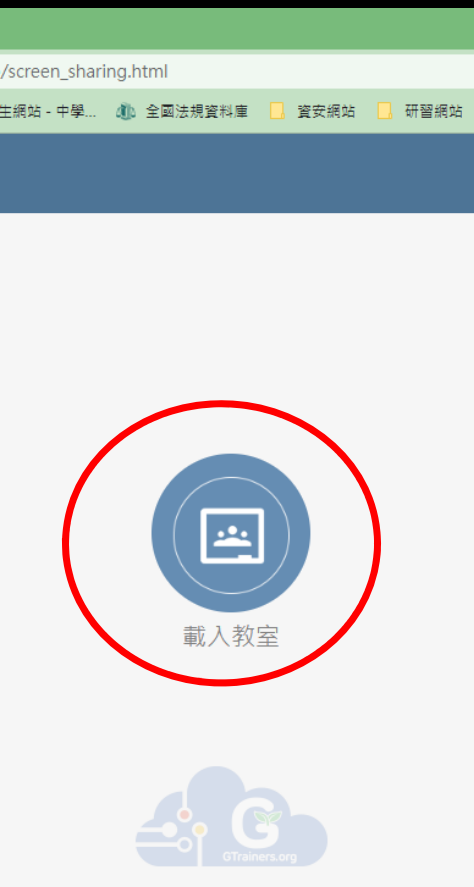 /screen_sharing.html
生網站 - 中學... 全國法規資料庫 資安網站 研習網站
載入教室
G
GTrainers.org